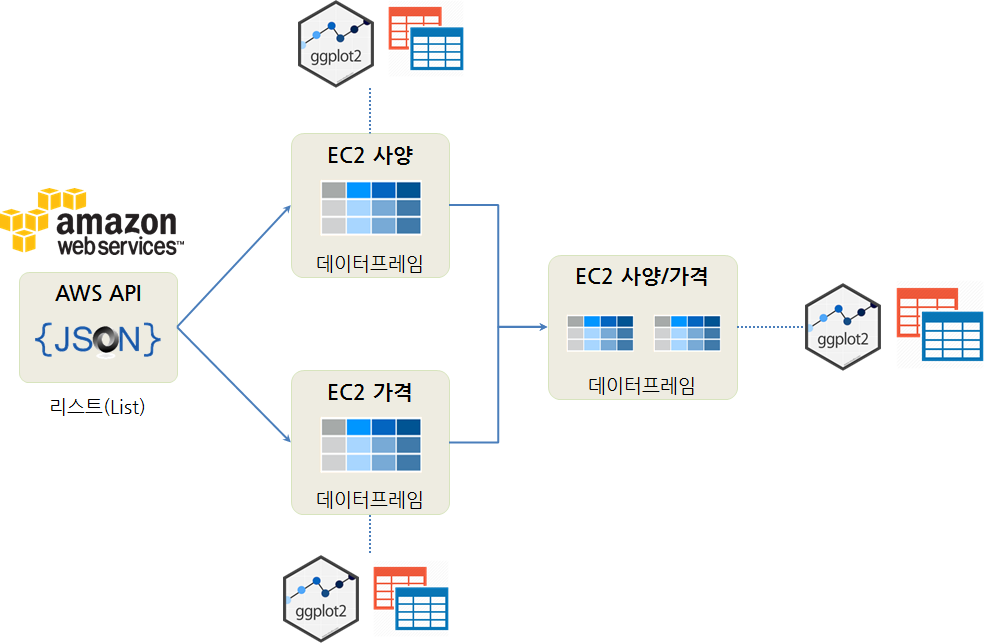 ggplot2
EC2 사양
데이터프레임
amazon
web services™
AWS API
{JSON}
리스트(List)
EC2 사양/가격
데이터프레임
ggplot2
EC2 가격
데이터프레임
ggplot2